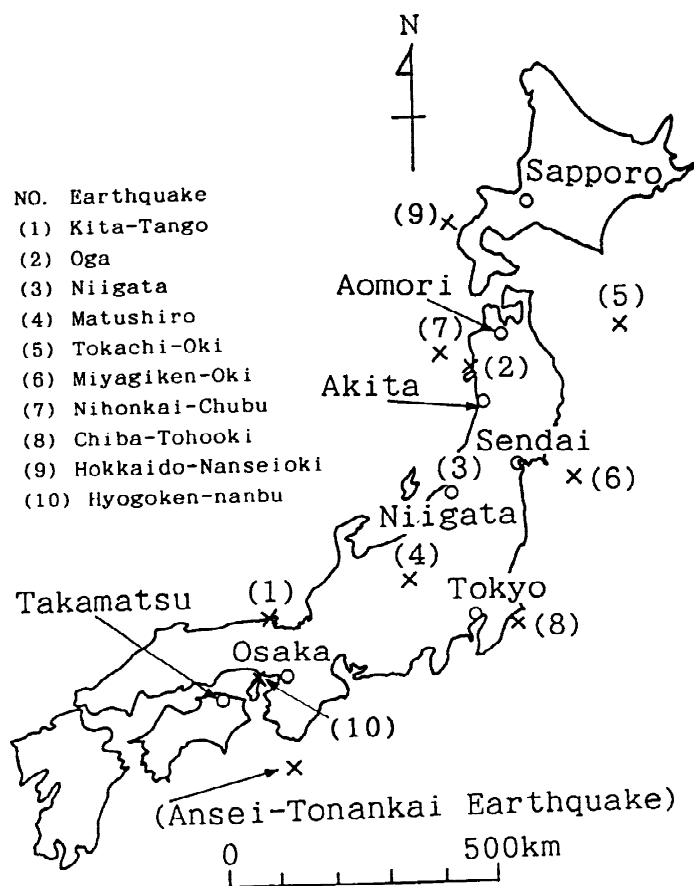 N
Sapporo
NO. Earthquake
(1) Kita-Tango
(2) Oga
(3) Niigata
(4) Matushiro
(5) Tokachi-Oki
(6) Miyagiken-Oki
(7) Nihonkai-Chubu
(8) Chiba-Tohooki
(9) Hokkaido-Nanseioki
(10) Hyogoken-nanbu
(9)
Aomori
(5)
(7)
(2)
Akita
Sendai
(3)
(6)
Niigata
(4)
Takamatsu
(1)
Tokyo
(8)
Osaka
(10)
(Ansei-Tonankai Earthquake)
0 500km